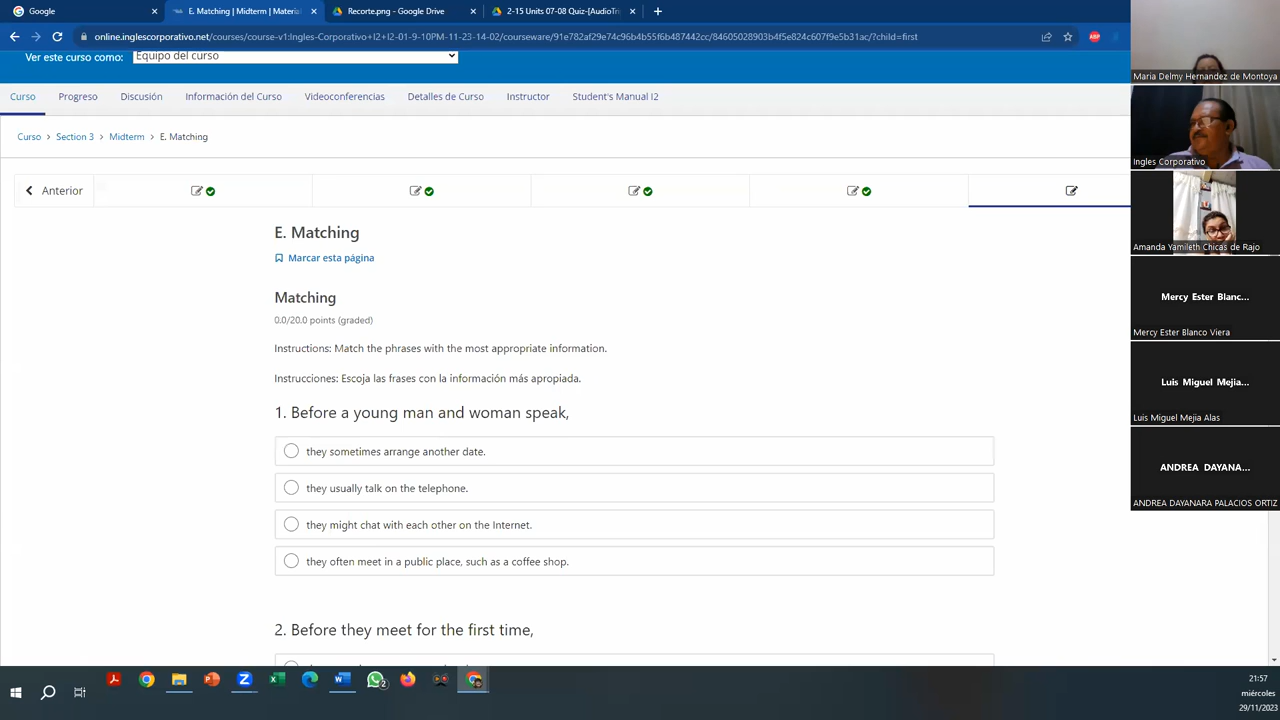 Google
E. Matching | Midterm | Material
Recorte.png - Google Drive
2-15 Units 07-08 Quiz-[AudioTri
online.inglescorporativo.net/courses/course-v1:Ingles-Corporativo+I2+I2-01-9-10PM-11-23-14-02/courseware/91e782af29e74c96b4b55f6b487442cc/84605028903b4f5e824c607f9e5b31ac/?child=first
Ver este curso como:
Equipo del curso
Curso
Progreso
Discusión
Información del Curso
Videoconferencias
Detalles de Curso
Instructor
Student's Manual I2
Curso > Section 3 > Midterm > E. Matching
Anterior
E. Matching
Marcar esta página
Matching
0.0/20.0 points (graded)
Instructions: Match the phrases with the most appropriate information.
Instrucciones: Escoja las frases con la información más apropiada.
1. Before a young man and woman speak,
they sometimes arrange another date.
they usually talk on the telephone.
they might chat with each other on the Internet.
they often meet in a public place, such as a coffee shop.
2. Before they meet for the first time,
Maria Delmy Hernandez de Montoya
Ingles Corporativo
Amanda Yamileth Chicas de Rajo
Mercy Ester Blanc...
Mercy Ester Blanco Viera
Luis Miguel Mejia...
Luis Miguel Mejia Alas
ANDREA DAYANA...
ANDREA DAYANARA PALACIOS ORTIZ
2
21:57
miércoles
29/11/2023